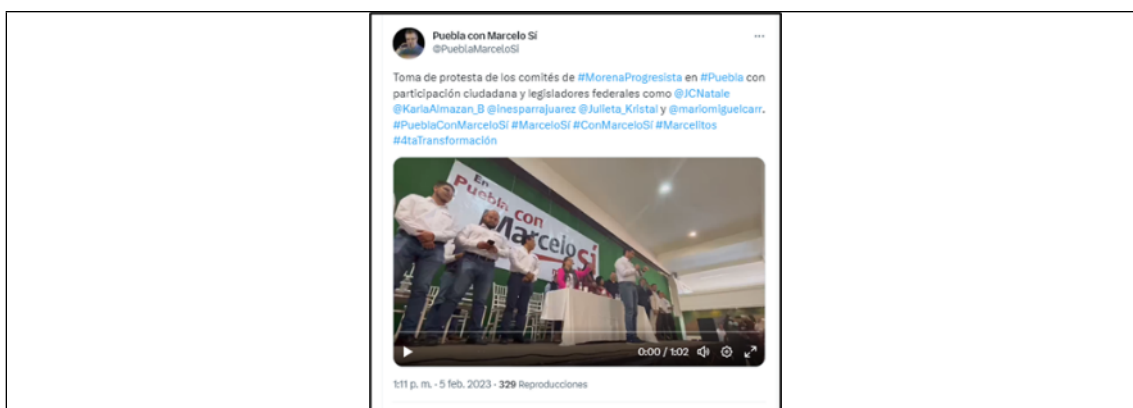 Puebla con Marcelo Sí
@PueblaMarceloSí
Toma de protesta de los comités de #MorenaProgresista en #Puebla con
participación ciudadana y legisladores federales como @JCNatale
@KarlaAlmazan_B @inesparrajuarez @Julieta_Kristal y @mariomiguelcarr.
#PueblaConMarceloSí #MarceloSí #ConMarceloSí #Marcelitos
#4taTransformación
En
Puebla con
Marcelo sí
0:00 / 1:02
1:11 p. m. · 5 feb. 2023 · 329 Reproducciones